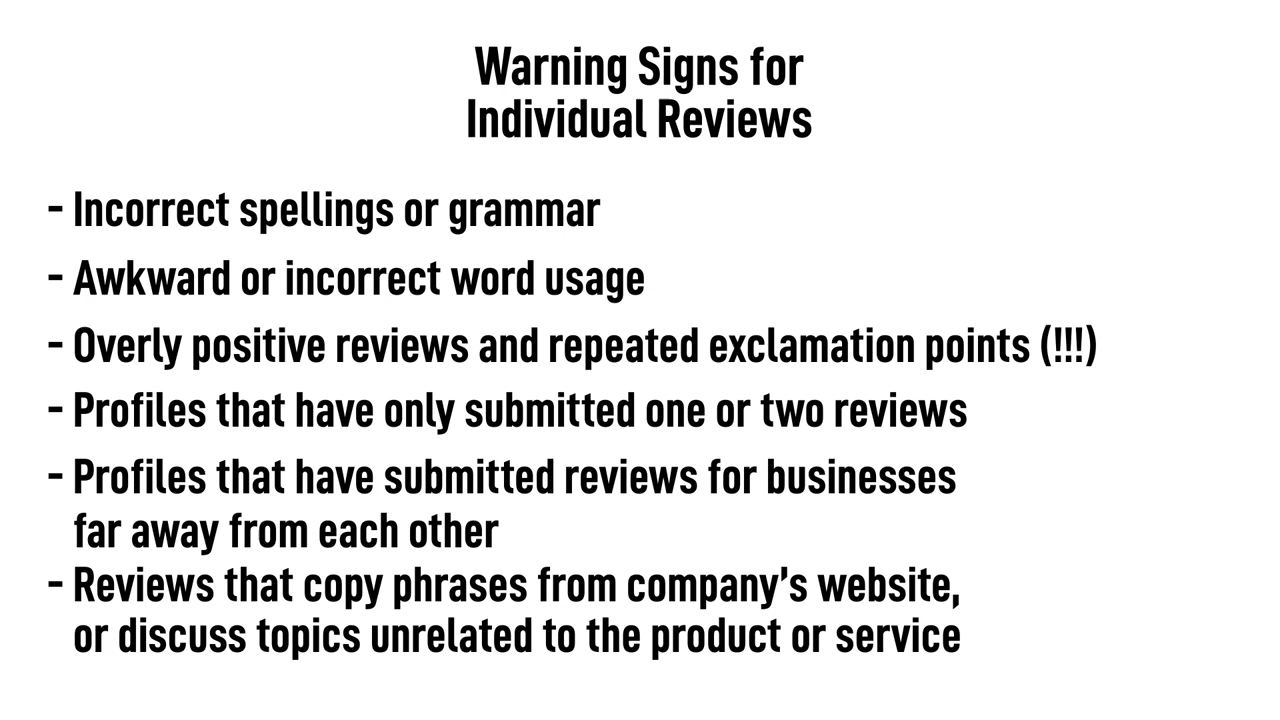 Warning Signs for
Individual Reviews
- Incorrect spellings or grammar
- Awkward or incorrect word usage
- Overly positive reviews and repeated exclamation points (!!!)
- Profiles that have only submitted one or two reviews
- Profiles that have submitted reviews for businesses
far away from each other
- Reviews that copy phrases from company's website,
or discuss topics unrelated to the product or service